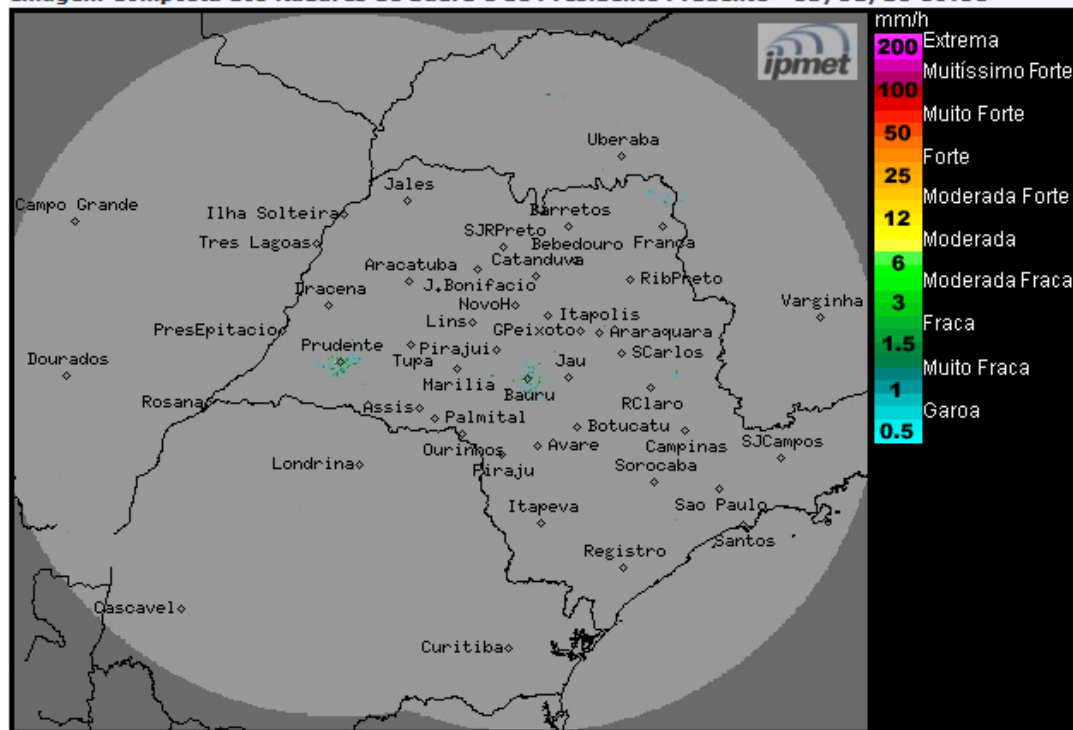 mm/h
ipmet
200
Extrema
Muitíssimo Forte
100
Muito Forte
50
Forte
25
Moderada Forte
12
Moderada
6
Moderada Fraca
3
Fraca
1.5
Muito Fraca
1
Garoa
0.5
Uberaba
Jales
Campo Grande
Ilha Solteira
Barretos
Tres Lagoas
SJRPreto
Bebedouro
Franca
Aracatuba
Catanduva
J.Bonifacio
RibPreto
Dracena
NovoH
Varginha
Itapolis
Lins
PresEpitacio
GPeixoto
Araraquara
Prudente
Pirajui
SCarlos
Dourados
Tupa
Jau
Marilia
Bauru
Rosana
Assis
RClaro
Palmital
Botucatu
Ourinhos
Avare
Campinas
SJCampos
Londrina
Piraju
Sorocaba
Itapeva
Sao Paulo
Santos
Registro
Cascavel
Curitiba